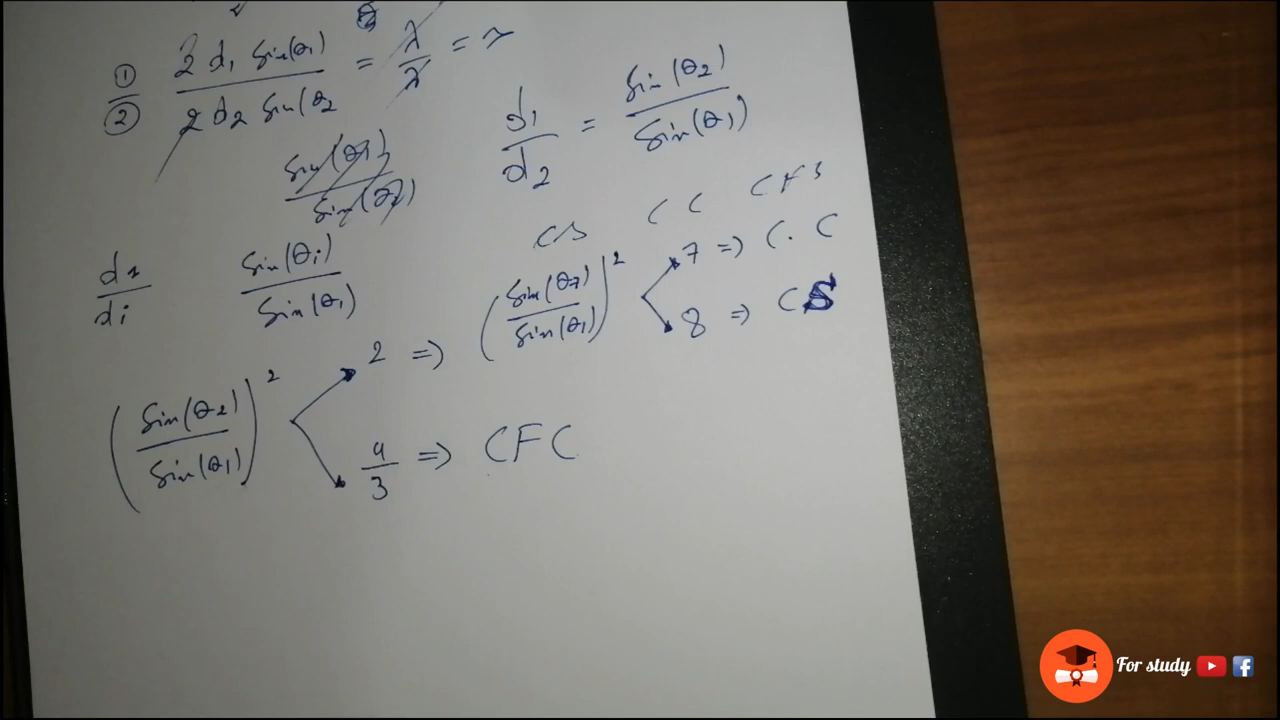 ① 2 d₁ sin(θ₁) / ② 2 d₂ sin(θ₂ = λ / λ = 1
d₁ / d₂ = sin(θ₂) / sin(θ₁)
sin(θ₁) / sin(θ₂)
CS C C CFS
d₁ / di sin(θi) / sin(θ₁)
(sin(θ₇) / sin(θ₁))²
7 => C. C
8 => CS
(sin(θ₂) / sin(θ₁))²
2 =>
4/3 => CFC
For study